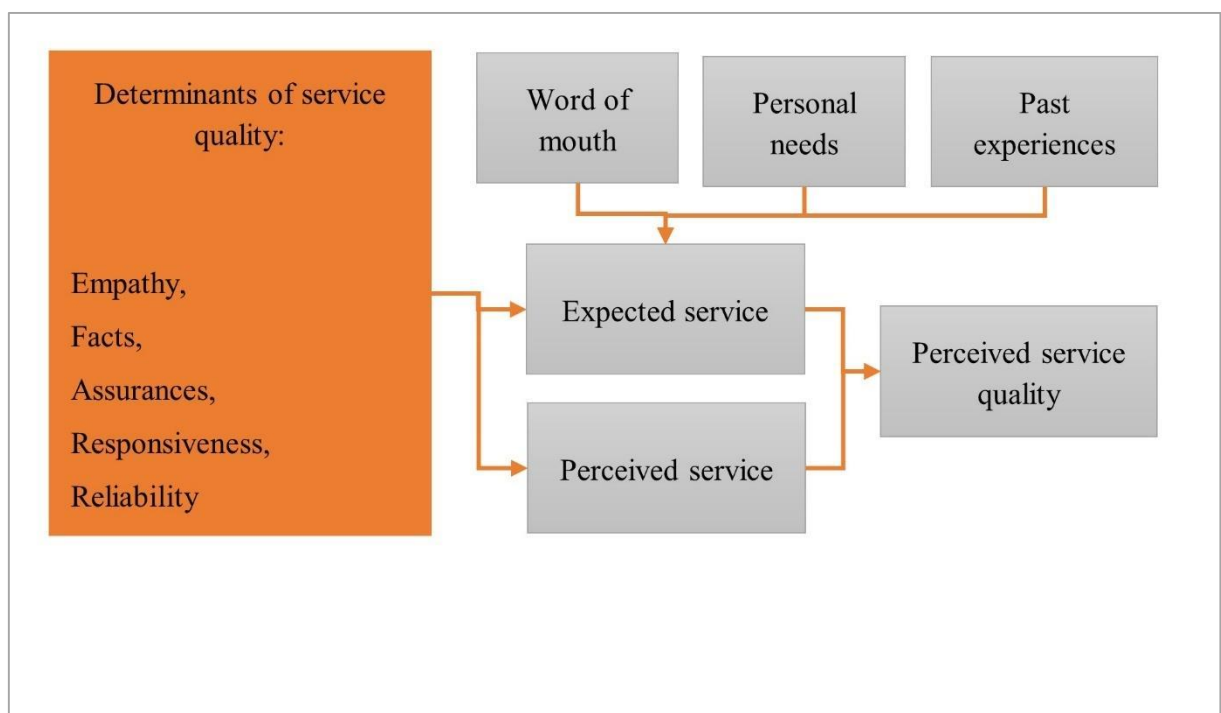 Determinants of service
quality:
Empathy,
Facts,
Assurances,
Responsiveness,
Reliability
Word of
mouth
Personal
needs
Past
experiences
Expected service
Perceived service
Perceived service
quality